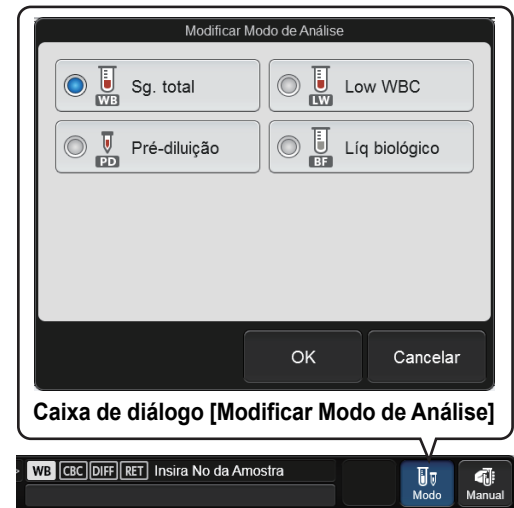 Modificar Modo de Análise
WB Sg. total
LW Low WBC
PD Pré-diluição
BF Líq biológico
OK Cancelar
Caixa de diálogo [Modificar Modo de Análise]
> WB CBC DIFF RET Insira No da Amostra
Modo Manual